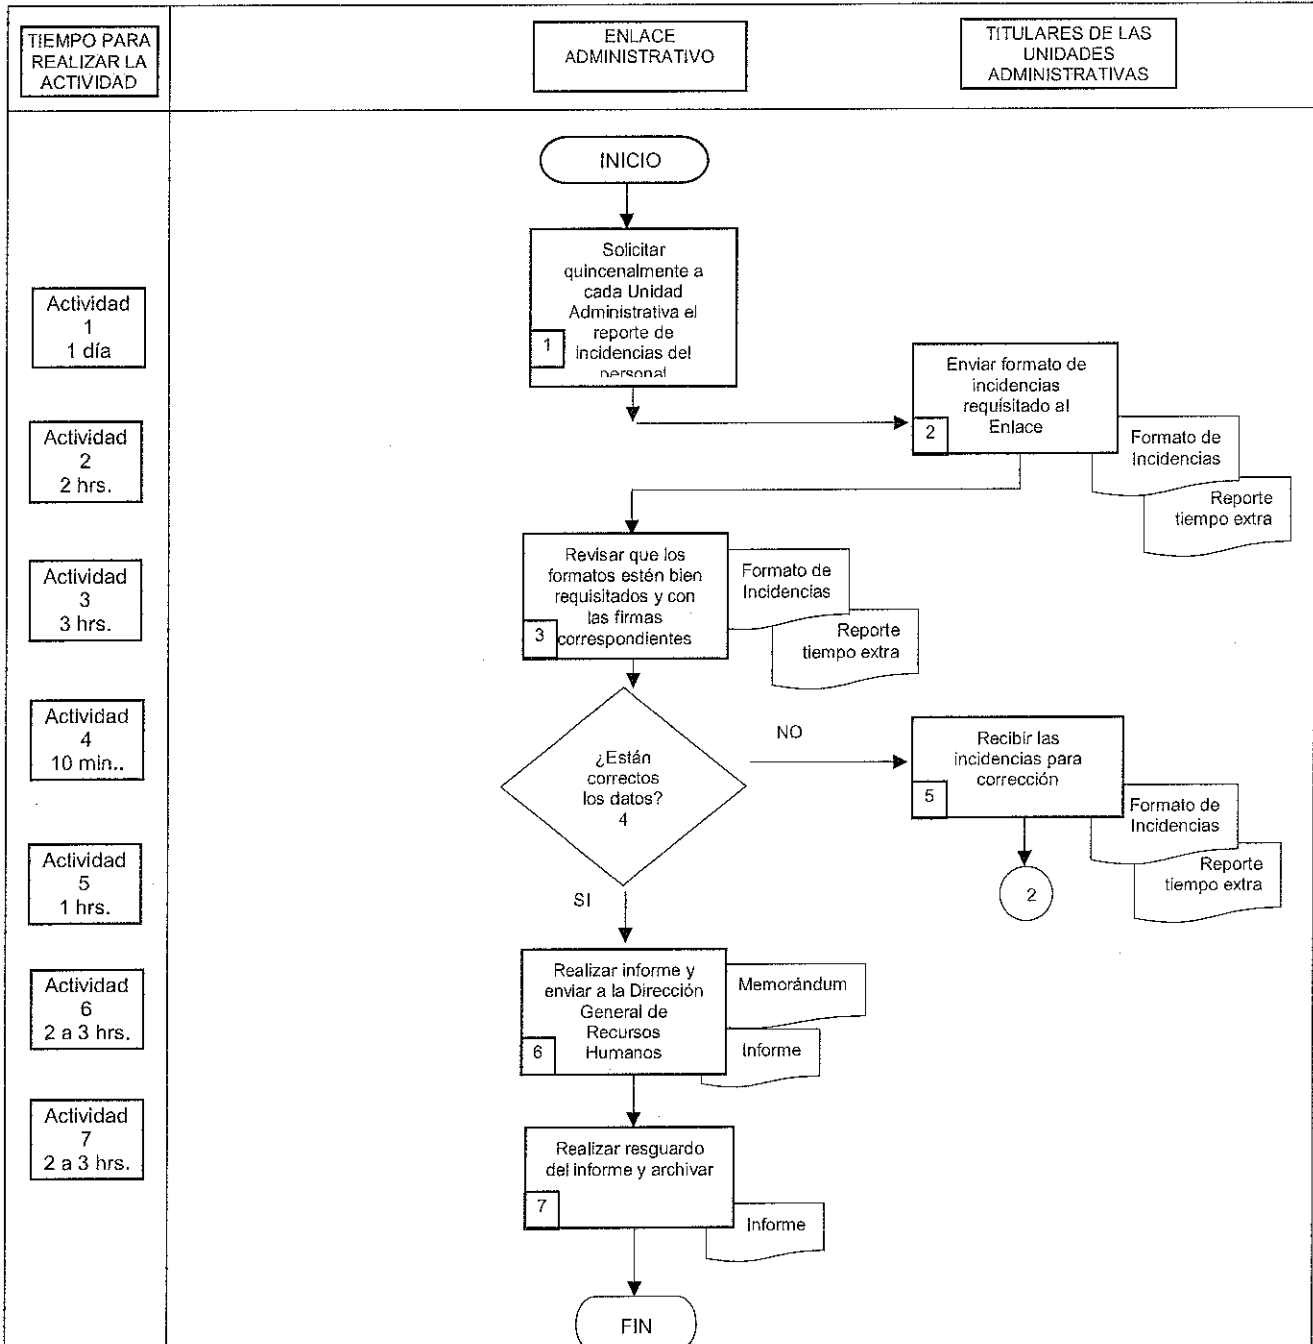 TIEMPO PARA
REALIZAR LA
ACTIVIDAD
ENLACE
ADMINISTRATIVO
TITULARES DE LAS
UNIDADES
ADMINISTRATIVAS
INICIO
Solicitar
quincenalmente a
cada Unidad
Administrativa el
reporte de
incidencias del
personal
1
Actividad
1
1 día
Enviar formato de
incidencias
requisitado al
Enlace
2
Formato de
Incidencias
Reporte
tiempo extra
Actividad
2
2 hrs.
Revisar que los
formatos estén bien
requisitados y con
las firmas
correspondientes
3
Formato de
Incidencias
Reporte
tiempo extra
Actividad
3
3 hrs.
Actividad
4
10 min..
¿Están
correctos
los datos?
4
NO
Recibir las
incidencias para
corrección
5
Formato de
Incidencias
Reporte
tiempo extra
2
Actividad
5
1 hrs.
SI
Actividad
6
2 a 3 hrs.
Realizar informe y
enviar a la Dirección
General de
Recursos
Humanos
6
Memorándum
Informe
Actividad
7
2 a 3 hrs.
Realizar resguardo
del informe y archivar
7
Informe
FIN